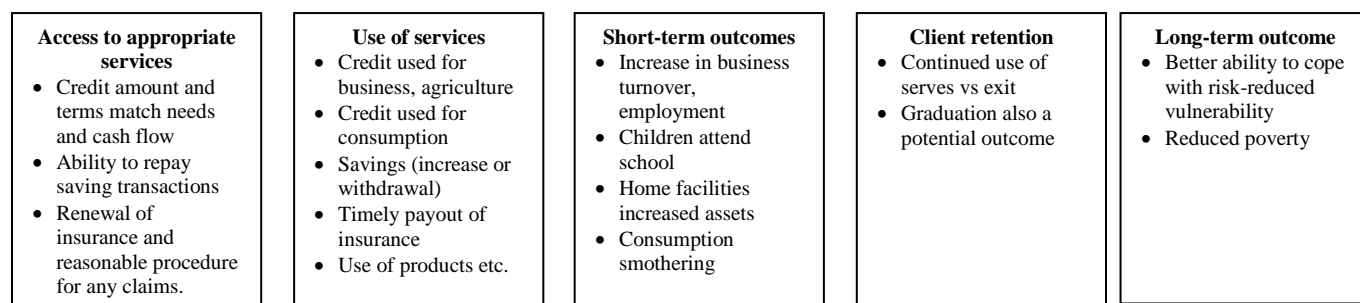 Access to appropriate
services
• Credit amount and
terms match needs
and cash flow
• Ability to repay
saving transactions
• Renewal of
insurance and
reasonable procedure
for any claims.
Use of services
• Credit used for
business, agriculture
• Credit used for
consumption
• Savings (increase or
withdrawal)
• Timely payout of
insurance
• Use of products etc.
Short-term outcomes
• Increase in business
turnover,
employment
• Children attend
school
• Home facilities
increased assets
• Consumption
smothering
Client retention
• Continued use of
serves vs exit
• Graduation also a
potential outcome
Long-term outcome
• Better ability to cope
with risk-reduced
vulnerability
• Reduced poverty